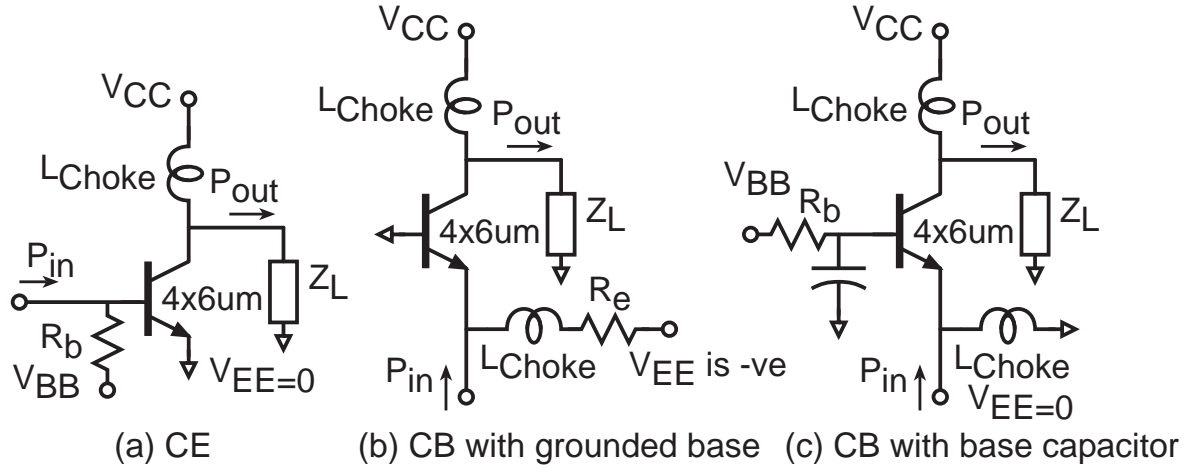 VCC
LChoke
Pout
Pin
4x6um
ZL
Rb
VBB
VEE=0
(a) CE
VCC
LChoke
Pout
4x6um
ZL
Re
LChoke
VEE is -ve
Pin
(b) CB with grounded base
VCC
LChoke
Pout
VBB
Rb
4x6um
ZL
LChoke
Pin
VEE=0
(c) CB with base capacitor